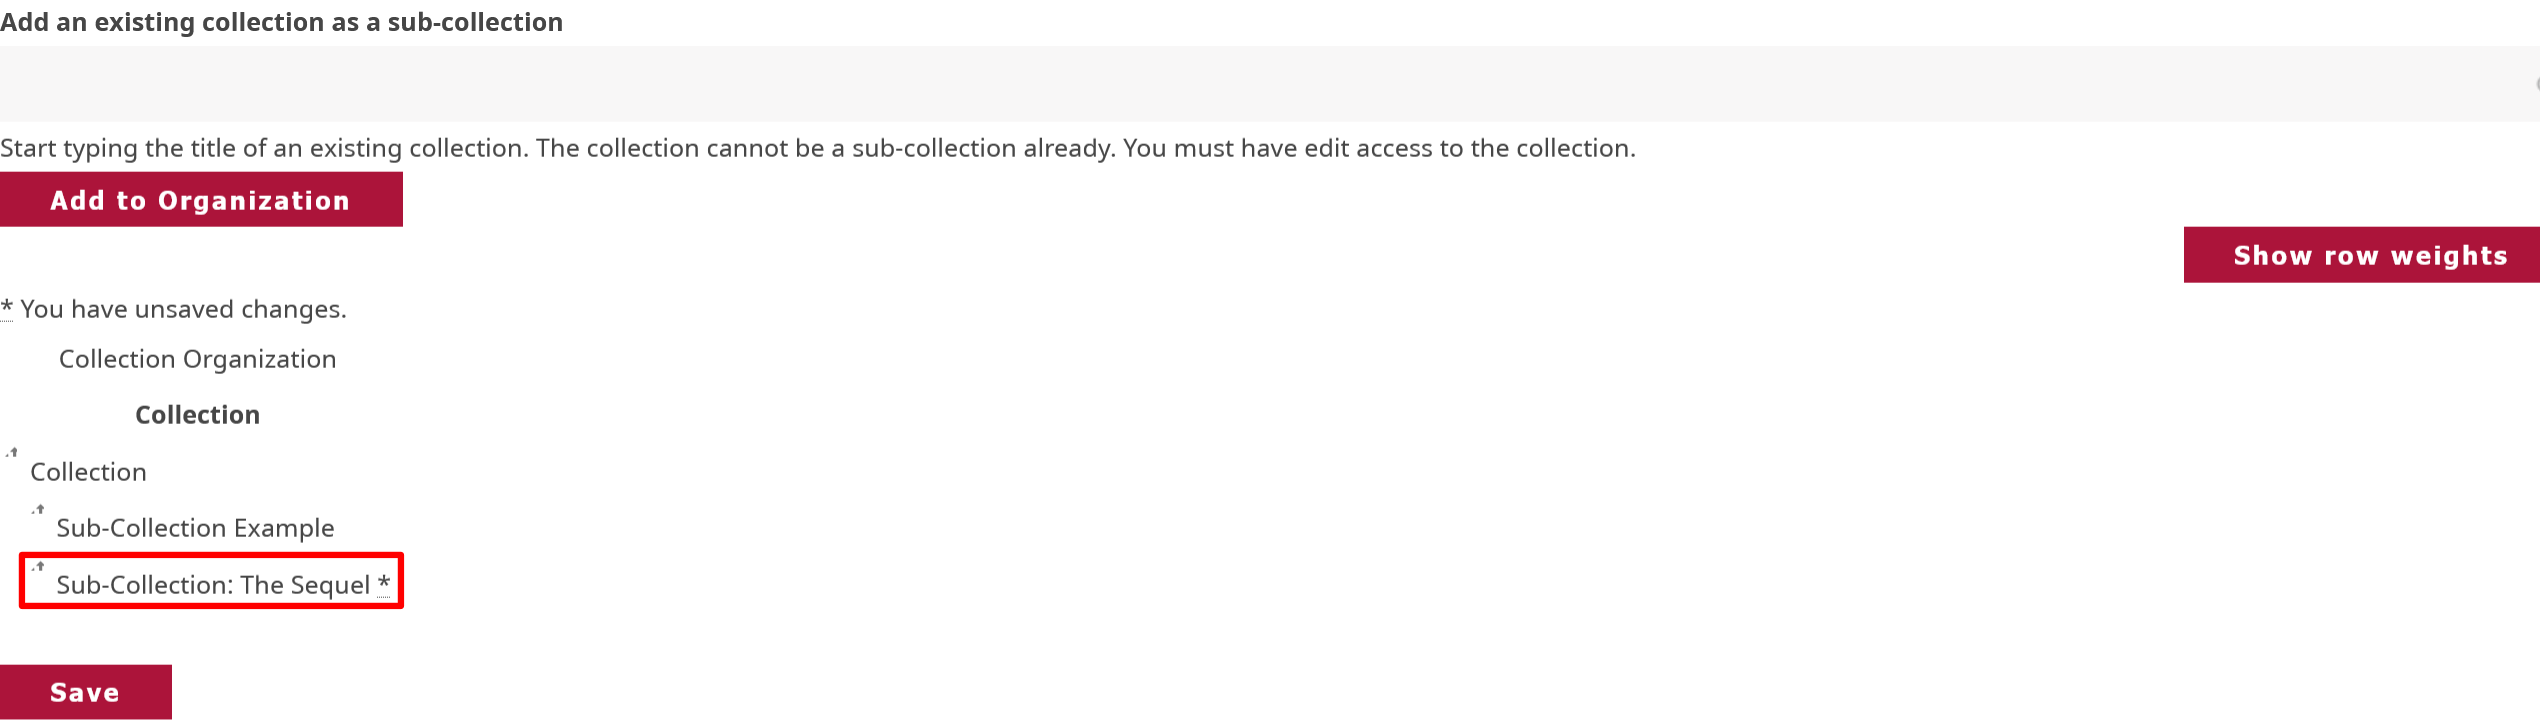 Add an existing collection as a sub-collection
Start typing the title of an existing collection. The collection cannot be a sub-collection already. You must have edit access to the collection.
Add to Organization
Show row weights
* You have unsaved changes.
Collection Organization
Collection
Collection
Sub-Collection Example
Sub-Collection: The Sequel *
Save